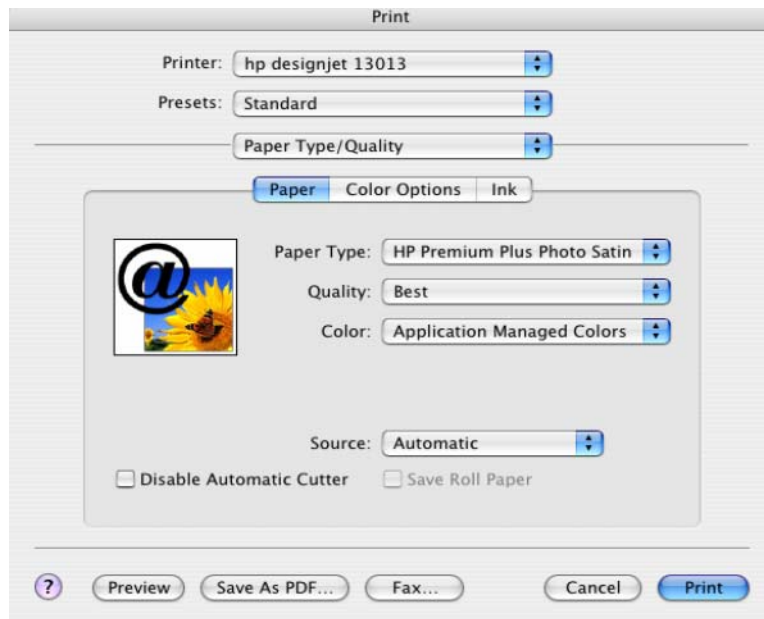 Print
Printer: hp designjet 13013
Presets: Standard
Paper Type/Quality
Paper Color Options Ink
Paper Type: HP Premium Plus Photo Satin
Quality: Best
Color: Application Managed Colors
@
Source: Automatic
Disable Automatic Cutter Save Roll Paper
? Preview Save As PDF... Fax... Cancel Print